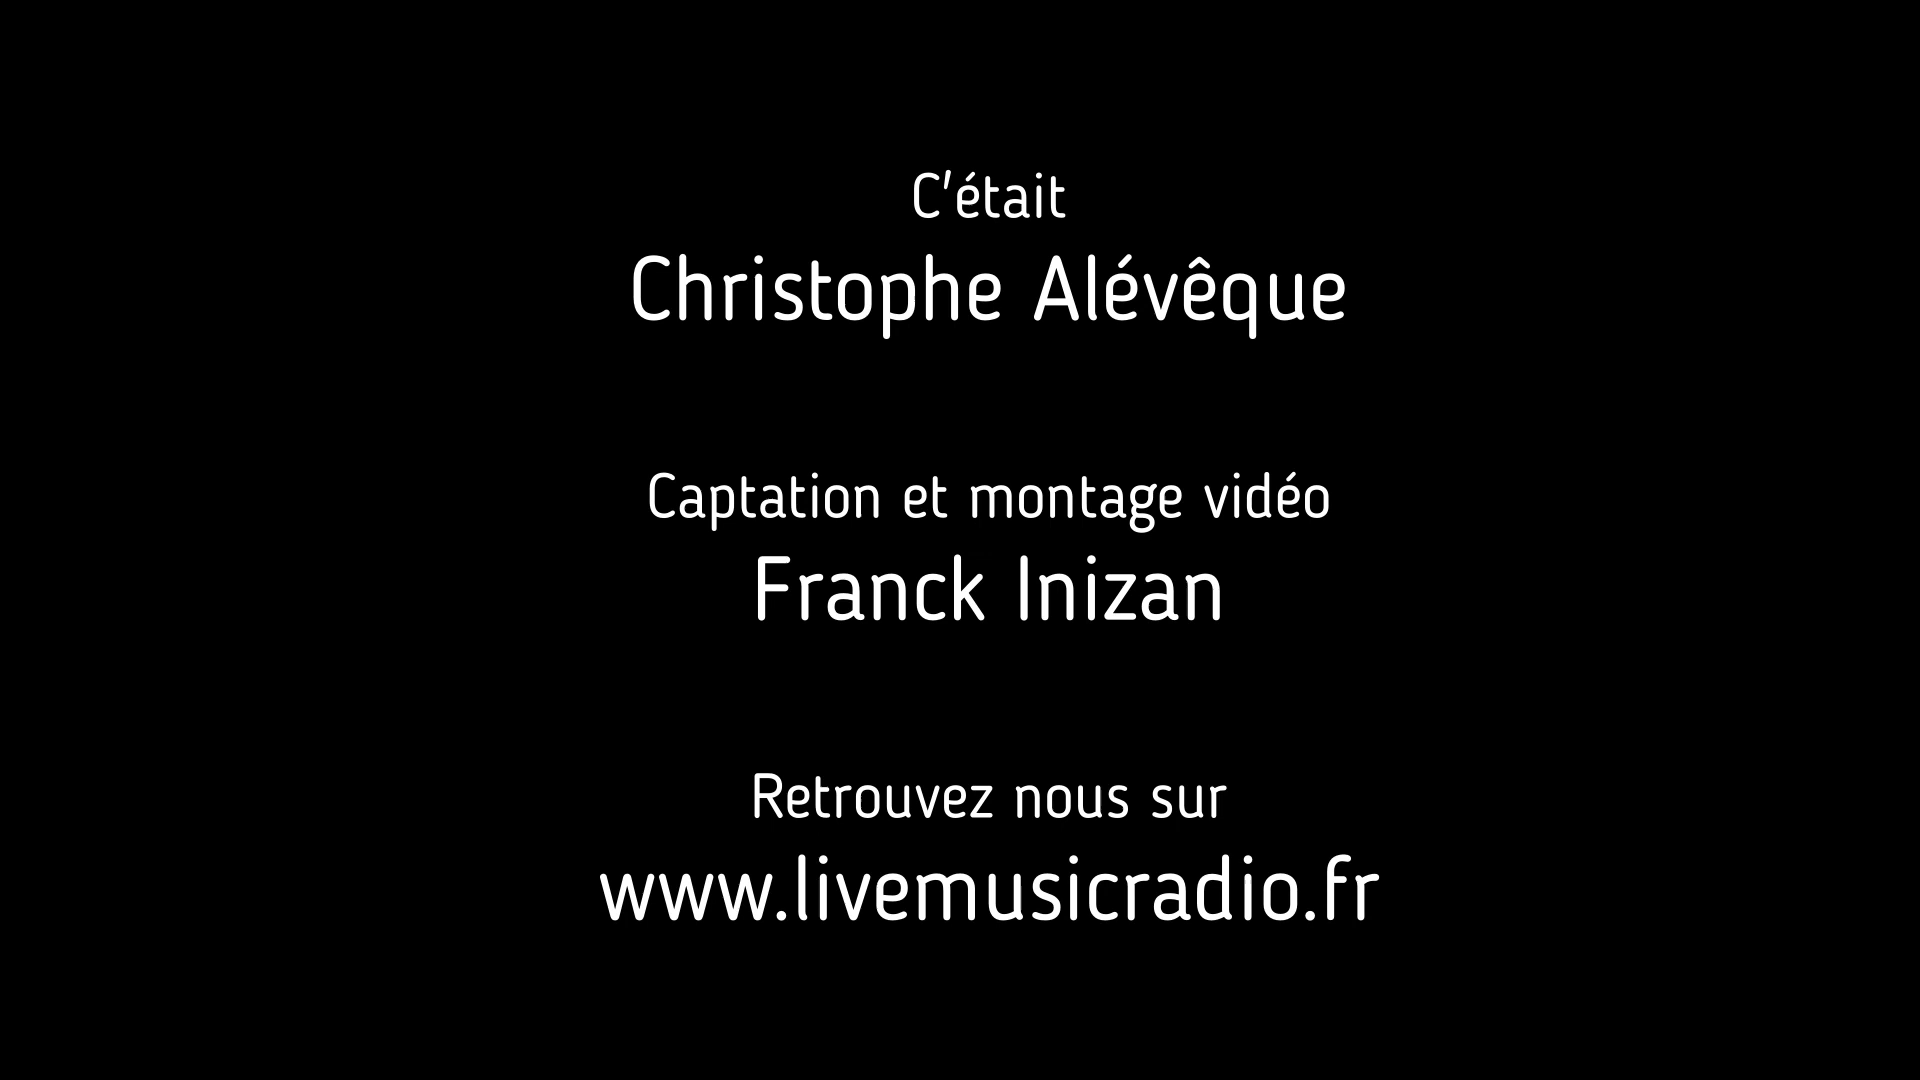 C'était
Christophe Alévêque
Captation et montage vidéo
Franck Inizan
Retrouvez nous sur
www.livemusicradio.fr